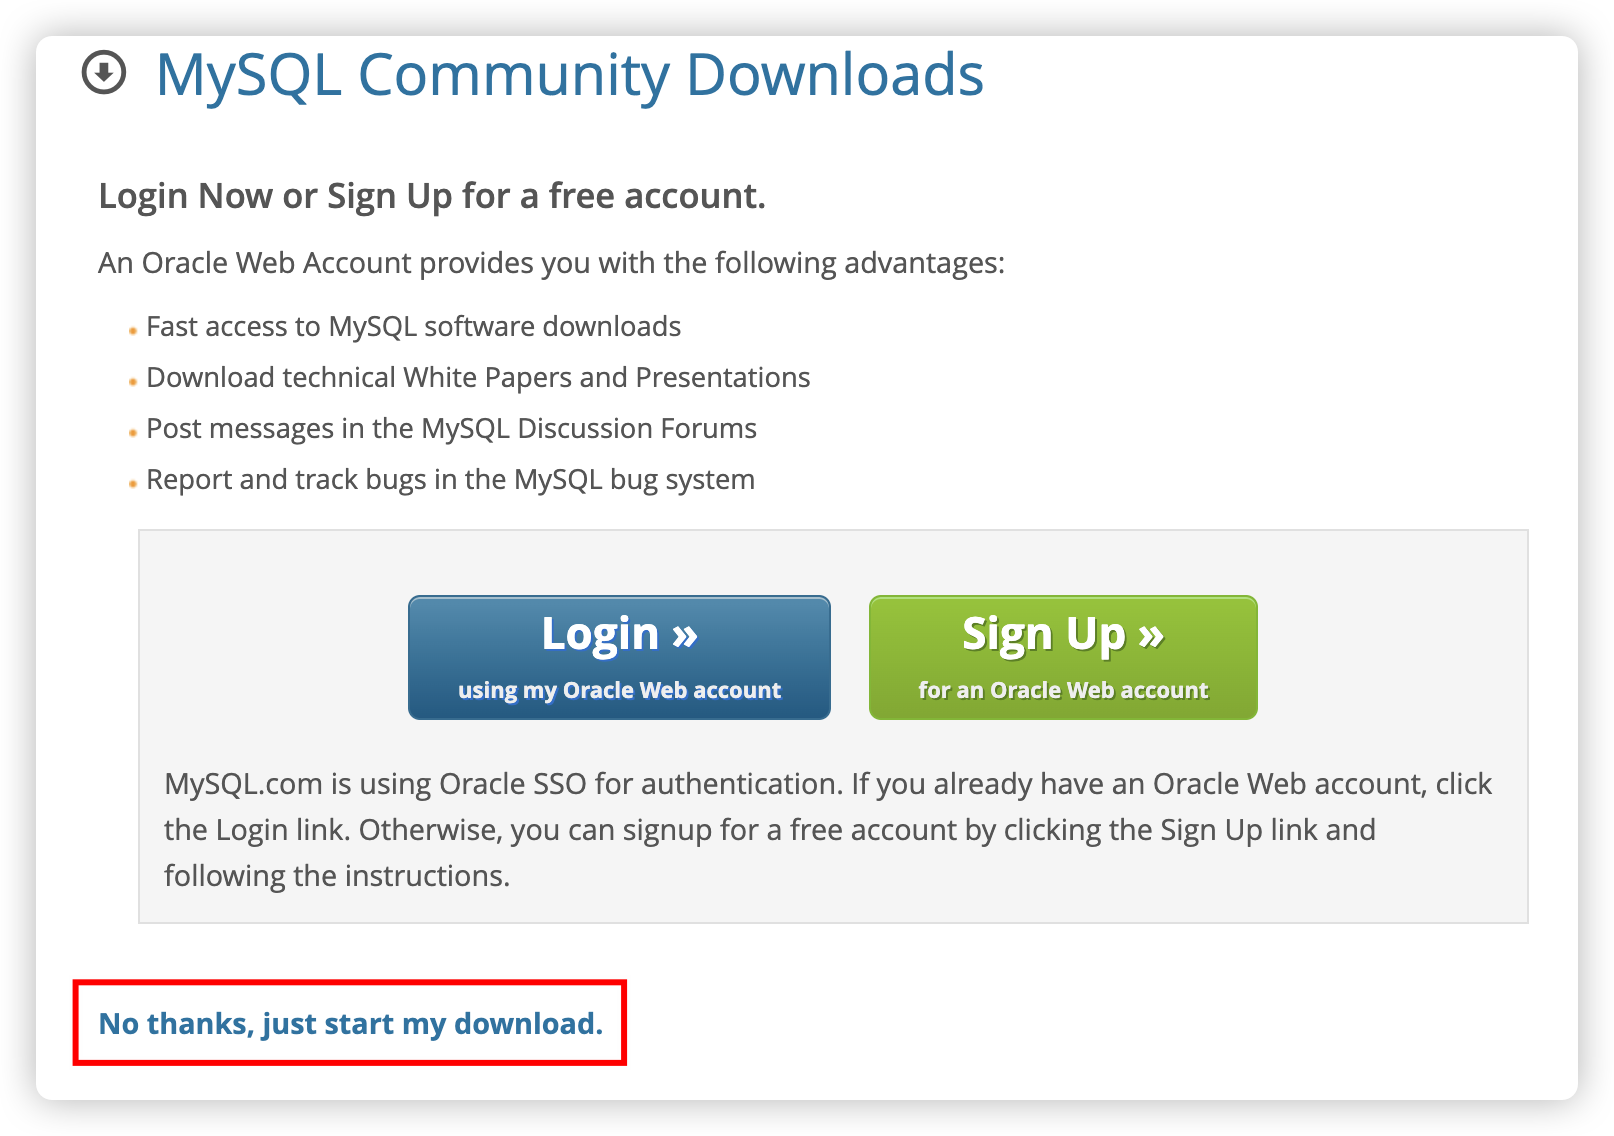 MySQL Community Downloads
Login Now or Sign Up for a free account.
An Oracle Web Account provides you with the following advantages:
Fast access to MySQL software downloads
Download technical White Papers and Presentations
Post messages in the MySQL Discussion Forums
Report and track bugs in the MySQL bug system
Login »
using my Oracle Web account
Sign Up »
for an Oracle Web account
MySQL.com is using Oracle SSO for authentication. If you already have an Oracle Web account, click
the Login link. Otherwise, you can signup for a free account by clicking the Sign Up link and
following the instructions.
No thanks, just start my download.